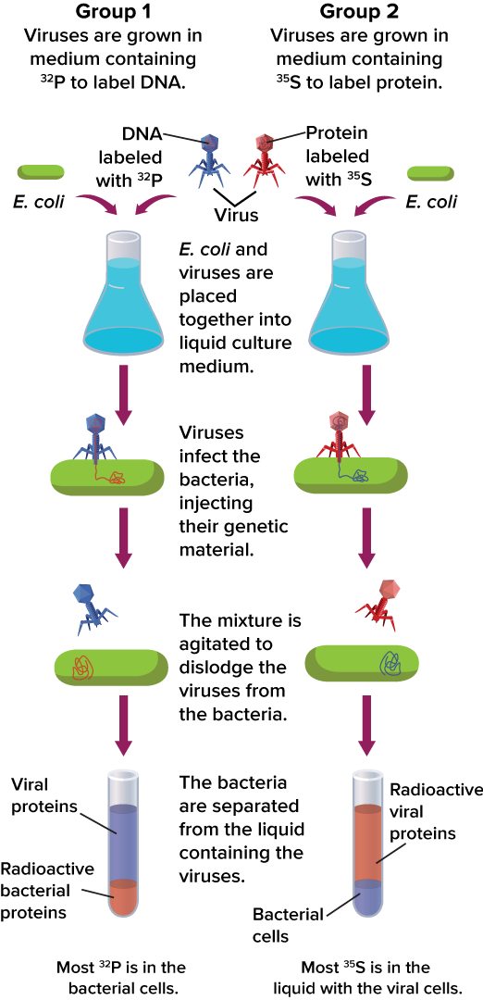 Group 1
Viruses are grown in
medium containing
³²P to label DNA.
Group 2
Viruses are grown in
medium containing
³⁵S to label protein.
DNA
labeled
with ³²P
Protein
labeled
with ³⁵S
E. coli
Virus
E. coli
E. coli and
viruses are
placed
together into
liquid culture
medium.
Viruses
infect the
bacteria,
injecting
their genetic
material.
The mixture is
agitated to
dislodge the
viruses from
the bacteria.
The bacteria
are separated
from the liquid
containing the
viruses.
Viral
proteins
Radioactive
bacterial
proteins
Radioactive
viral
proteins
Bacterial
cells
Most ³²P is in the
bacterial cells.
Most ³⁵S is in the
liquid with the viral cells.